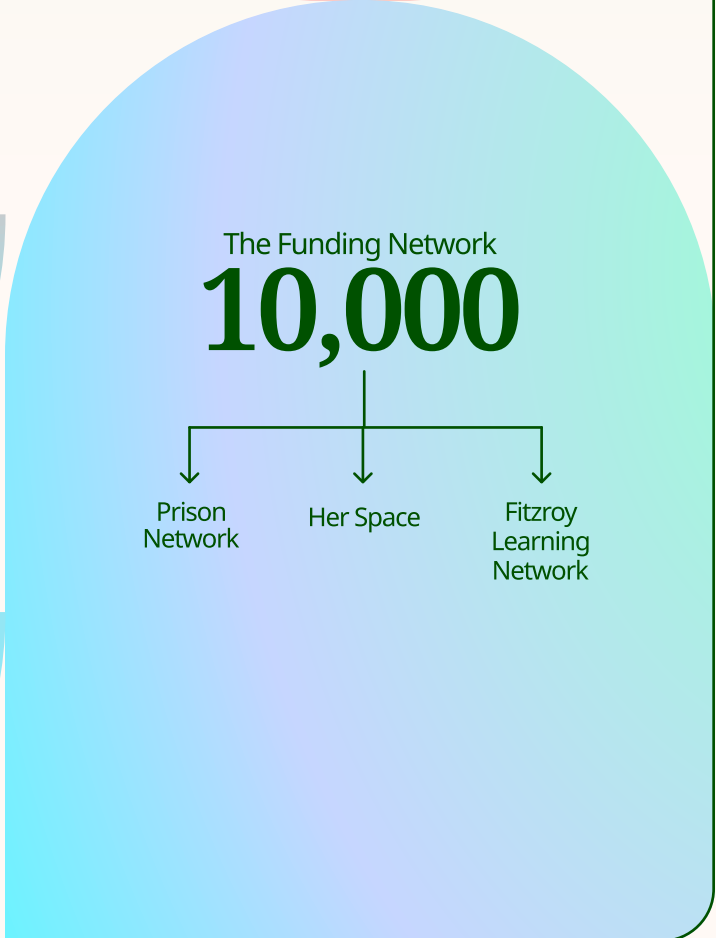 The Funding Network
10,000
Prison
Network
Her Space
Fitzroy
Learning
Network